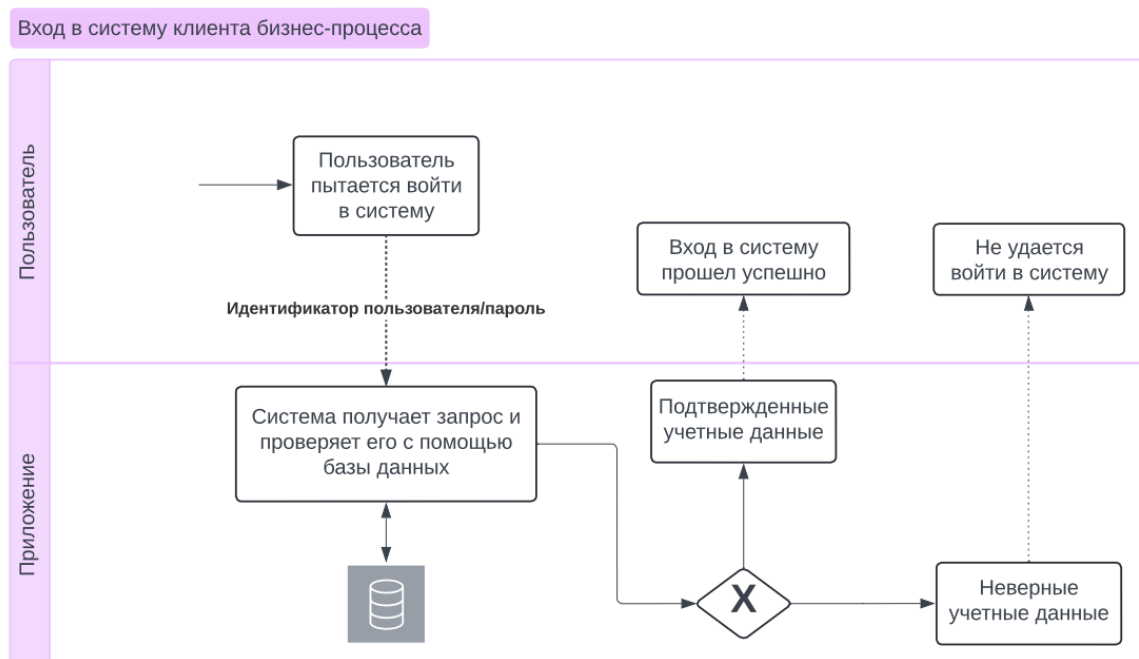 Вход в систему клиента бизнес-процесса
Пользователь
Пользователь
пытается войти
в систему
Идентификатор пользователя/пароль
Вход в систему
прошел успешно
Не удается
войти в систему
Приложение
Система получает запрос и
проверяет его с помощью
базы данных
Подтвержденные
учетные данные
X
Неверные
учетные данные